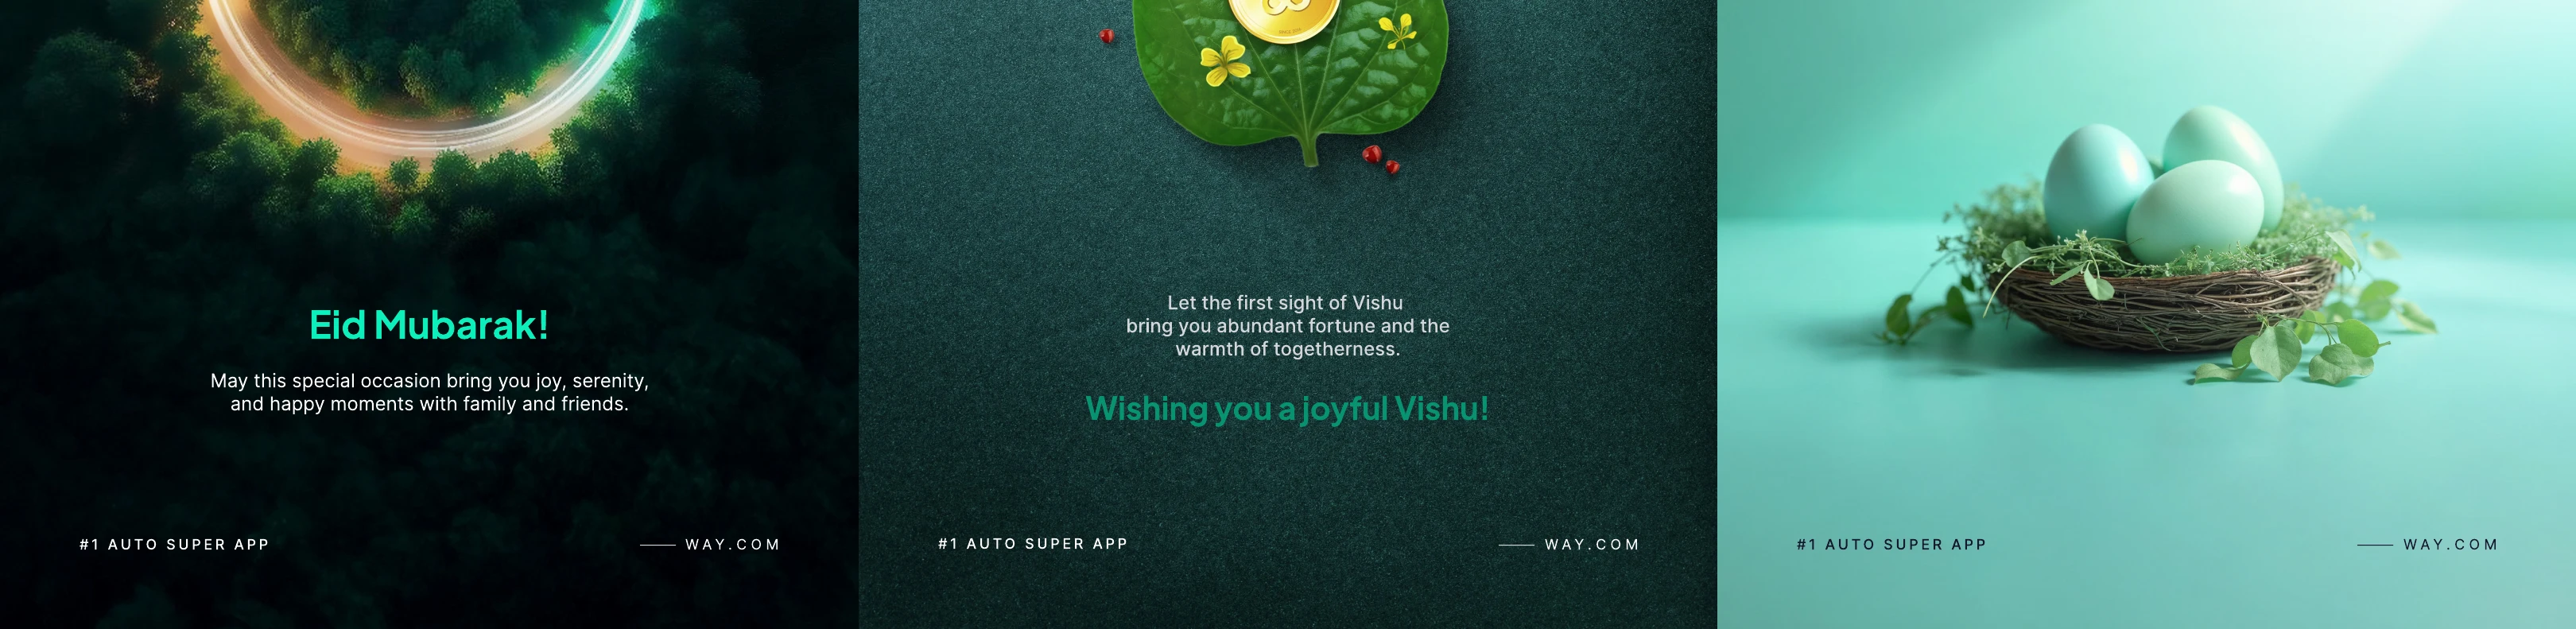 Eid Mubarak!
May this special occasion bring you joy, serenity,
and happy moments with family and friends.
#1 AUTO SUPER APP
WAY.COM
Let the first sight of Vishu
bring you abundant fortune and the
warmth of togetherness.
Wishing you a joyful Vishu!
#1 AUTO SUPER APP
WAY.COM
#1 AUTO SUPER APP
WAY.COM